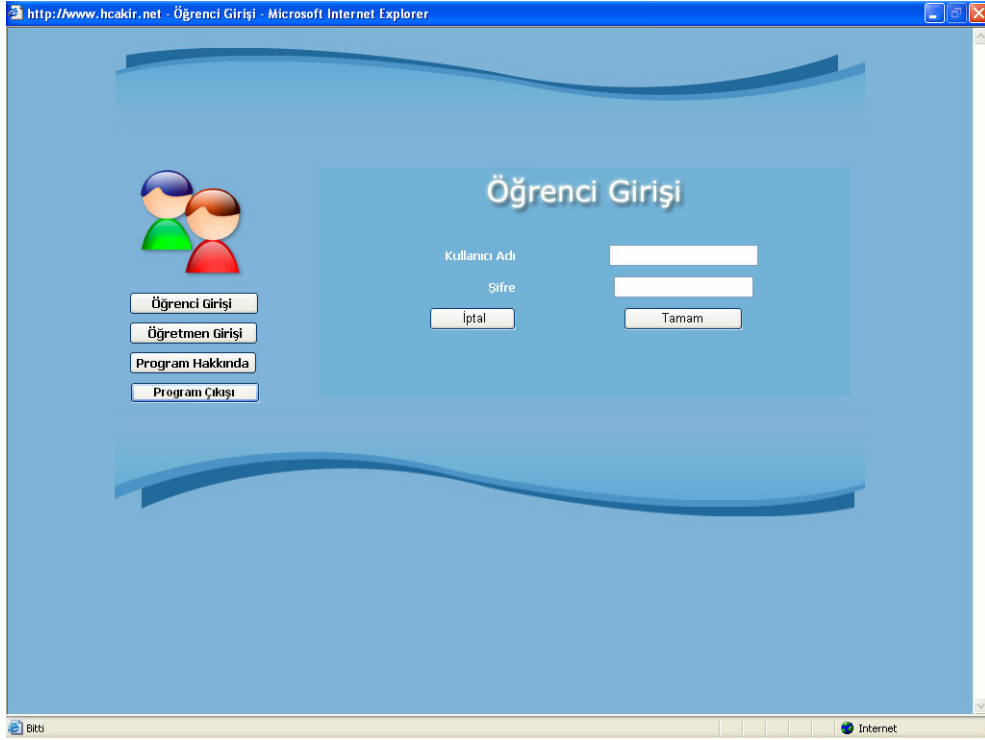 http://www.hcakir.net - Öğrenci Girişi - Microsoft Internet Explorer
Öğrenci Girişi
Kullanıcı Adı
Şifre
İptal
Tamam
Öğrenci Girişi
Öğretmen Girişi
Program Hakkında
Program Çıkışı
Bitti
Internet